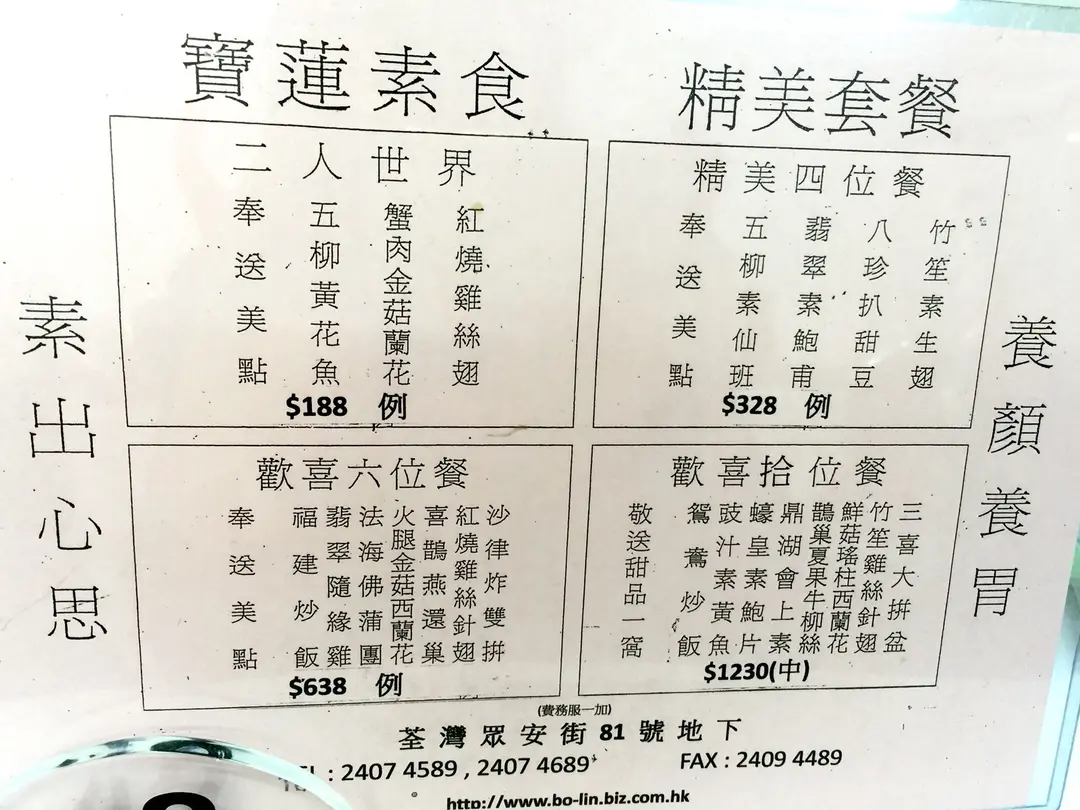 寶蓮素食
精美套餐
養顏養胃
素出心思
二人世界
紅燒雞絲翅
蟹肉金菇蘭花
五柳黃花魚
奉送美點
$188 例
精美四位餐
竹笙素生翅
八珍扒甜豆
翡翠素鮑甫
五柳素仙班
奉送美點
$328 例
歡喜六位餐
沙律炸雙拼
紅燒雞絲針翅
喜鵲燕還巢
火腿金菇西蘭花
法海佛蒲團
翡翠隨緣雞
福建炒飯
奉送美點
$638 例
歡喜拾位餐
三喜大拼盆
竹笙雞絲針翅
鮮菇瑤柱西蘭花
鵲巢夏果牛柳絲
鼎湖會上素
蠔皇素鮑片
豉汁素黃魚
鴛鴦炒飯
敬送甜品一窩
$1230(中)
(費務服一加)
荃灣眾安街 81 號地下
TEL : 2407 4589 , 2407 4689
FAX : 2409 4489
http://www.bo-lin.biz.com.hk